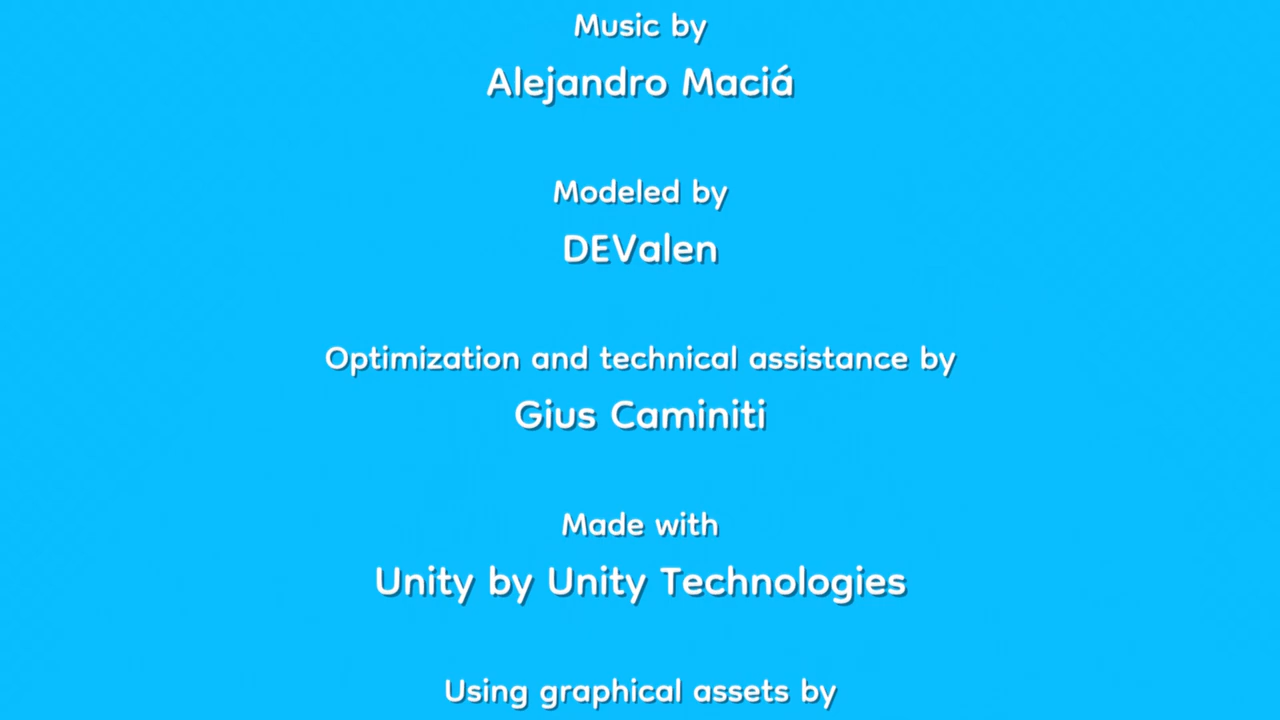 Music by
Alejandro Maciá
Modeled by
DEValen
Optimization and technical assistance by
Gius Caminiti
Made with
Unity by Unity Technologies
Using graphical assets by